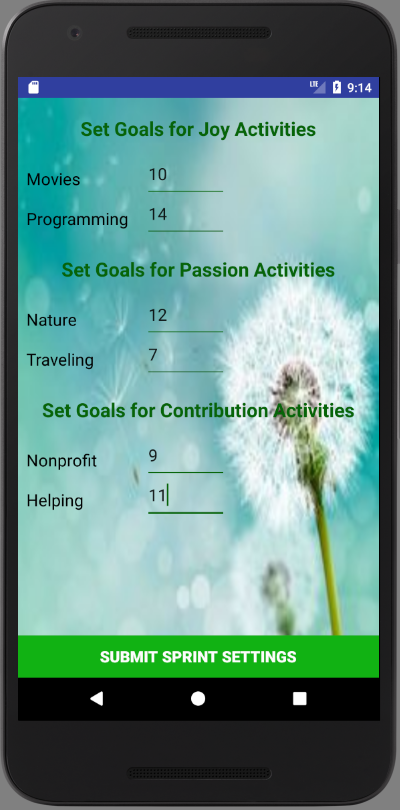 LTE 9:14
Set Goals for Joy Activities
Movies 10
Programming 14
Set Goals for Passion Activities
Nature 12
Traveling 7
Set Goals for Contribution Activities
Nonprofit 9
Helping 11
SUBMIT SPRINT SETTINGS